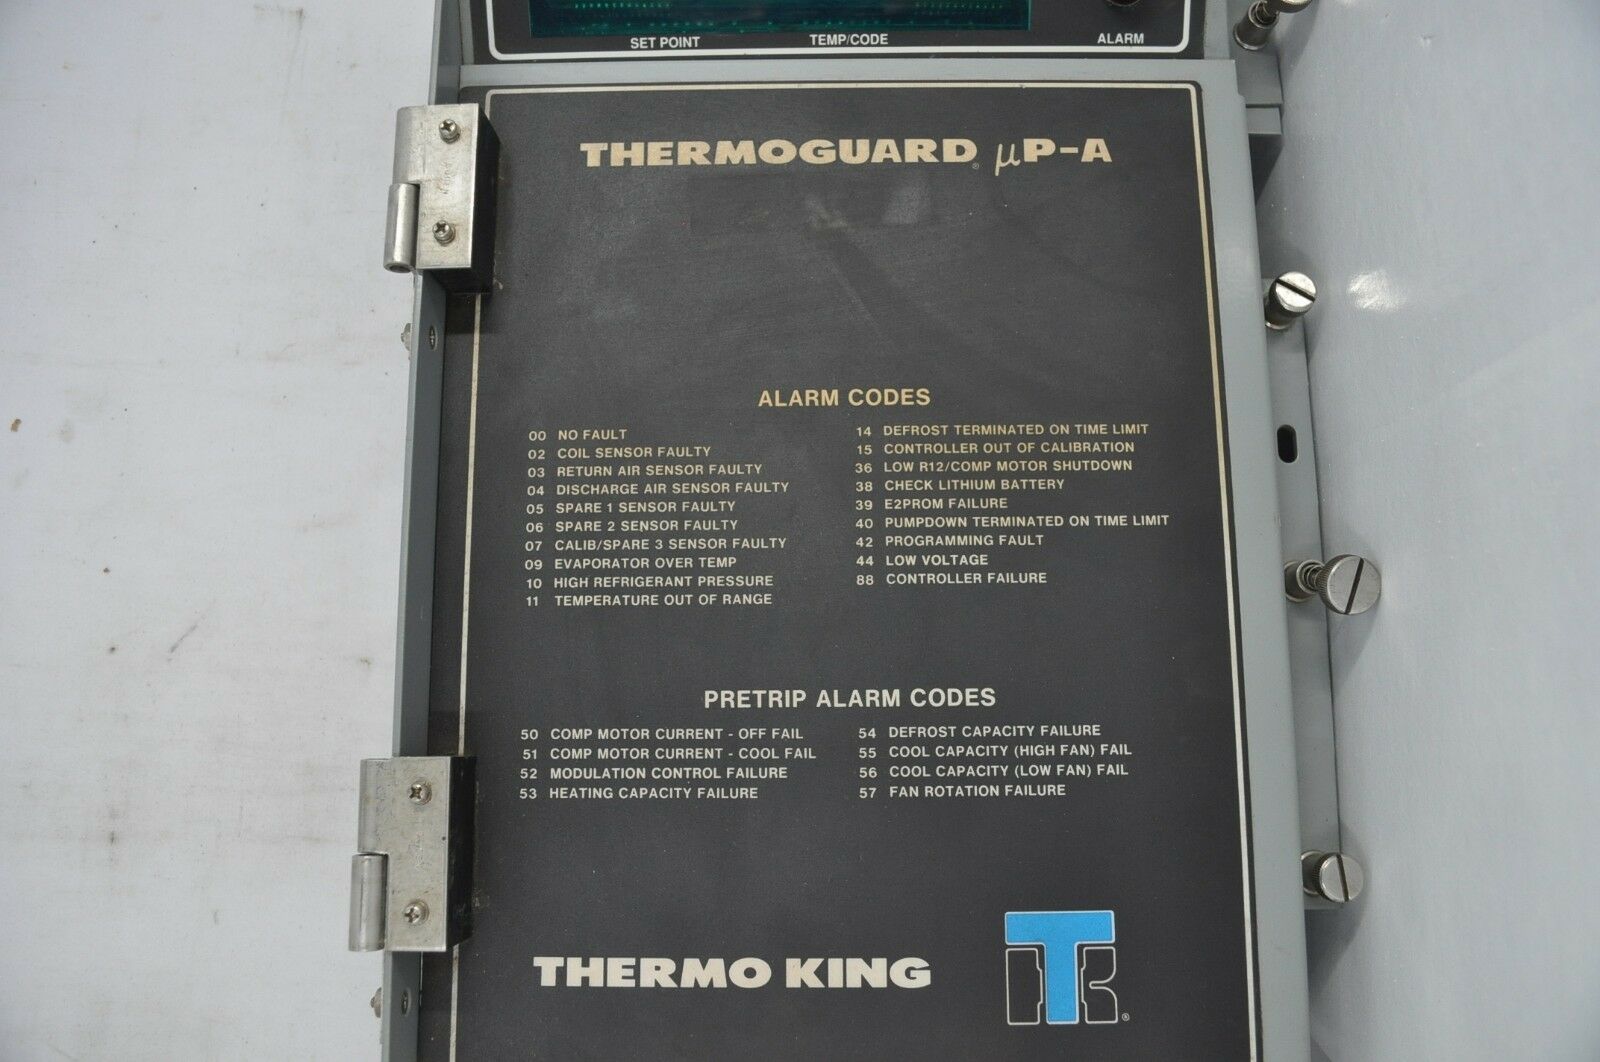 SET POINT TEMP/CODE ALARM
THERMOGUARD® µP-A
ALARM CODES
00 NO FAULT
02 COIL SENSOR FAULTY
03 RETURN AIR SENSOR FAULTY
04 DISCHARGE AIR SENSOR FAULTY
05 SPARE 1 SENSOR FAULTY
06 SPARE 2 SENSOR FAULTY
07 CALIB/SPARE 3 SENSOR FAULTY
09 EVAPORATOR OVER TEMP
10 HIGH REFRIGERANT PRESSURE
11 TEMPERATURE OUT OF RANGE
14 DEFROST TERMINATED ON TIME LIMIT
15 CONTROLLER OUT OF CALIBRATION
36 LOW R12/COMP MOTOR SHUTDOWN
38 CHECK LITHIUM BATTERY
39 E2PROM FAILURE
40 PUMPDOWN TERMINATED ON TIME LIMIT
42 PROGRAMMING FAULT
44 LOW VOLTAGE
88 CONTROLLER FAILURE
PRETRIP ALARM CODES
50 COMP MOTOR CURRENT - OFF FAIL
51 COMP MOTOR CURRENT - COOL FAIL
52 MODULATION CONTROL FAILURE
53 HEATING CAPACITY FAILURE
54 DEFROST CAPACITY FAILURE
55 COOL CAPACITY (HIGH FAN) FAIL
56 COOL CAPACITY (LOW FAN) FAIL
57 FAN ROTATION FAILURE
THERMO KING
TK®